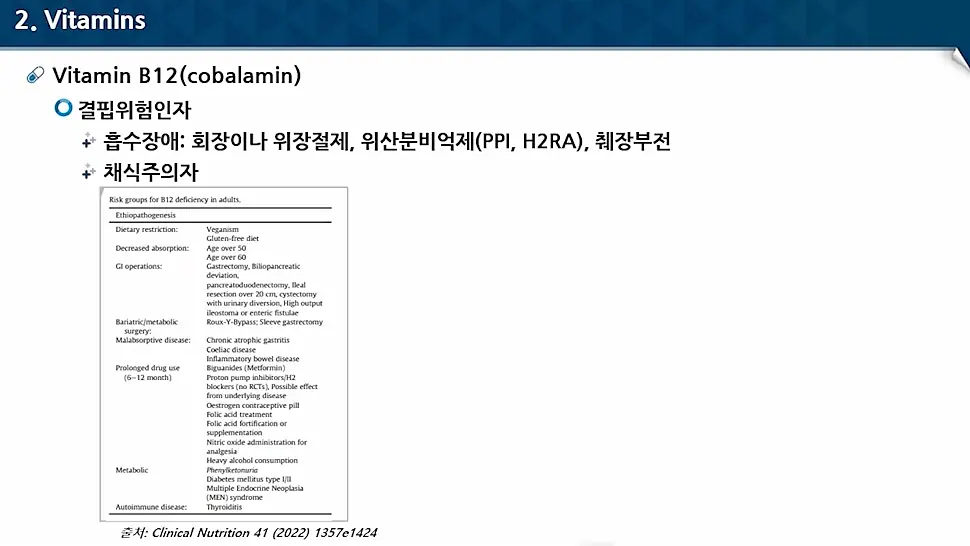 2. Vitamins
Vitamin B12(cobalamin)
결핍위험인자
흡수장애: 회장이나 위장절제, 위산분비억제(PPI, H2RA), 췌장부전
채식주의자
Risk groups for B12 deficiency in adults.
Ethiopathogenesis
Dietary restriction: Veganism
Gluten-free diet
Decreased absorption: Age over 50
Age over 60
GI operations: Gastrectomy, Biliopancreatic
deviation,
pancreatoduodenectomy, Ileal
resection over 20 cm, cystectomy
with urinary diversion, High output
ileostoma or enteric fistulae
Bariatric/metabolic Roux-Y-Bypass; Sleeve gastrectomy
surgery:
Malabsorptive disease: Chronic atrophic gastritis
Coeliac disease
Inflammatory bowel disease
Prolonged drug use Biguanides (Metformin)
(6−12 month) Proton pump inhibitors/H2
blockers (no RCTs), Possible effect
from underlying disease
Oestrogen contraceptive pill
Folic acid treatment
Folic acid fortification or
supplementation
Nitric oxide administration for
analgesia
Heavy alcohol consumption
Metabolic Phenylketonuria
Diabetes mellitus type I/II
Multiple Endocrine Neoplasia
(MEN) syndrome
Autoimmune disease: Thyroiditis
출처: Clinical Nutrition 41 (2022) 1357e1424